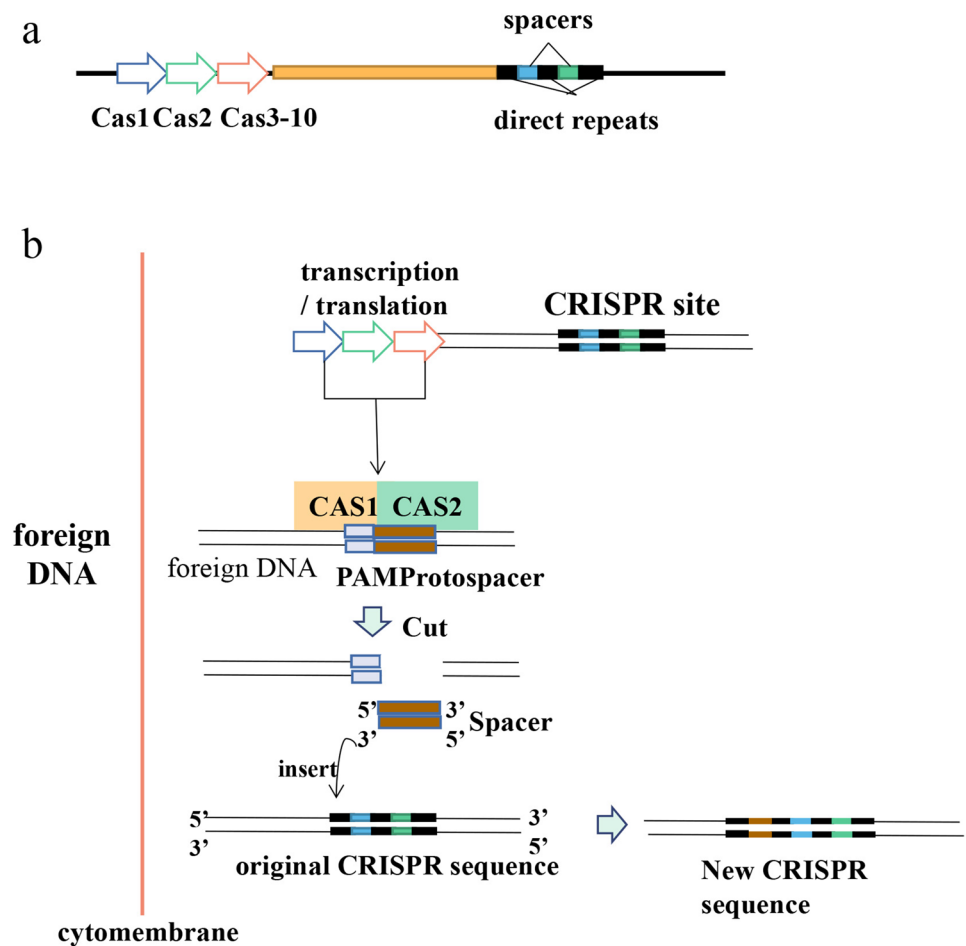 a
spacers
Cas1 Cas2 Cas3-10
direct repeats
b
transcription
/ translation
CRISPR site
CAS1 CAS2
foreign
DNA
foreign DNA
PAMProtospacer
Cut
5’ 3’
Spacer
3’ 5’
insert
5’ 3’
3’ 5’
original CRISPR sequence
New CRISPR
sequence
cytomembrane